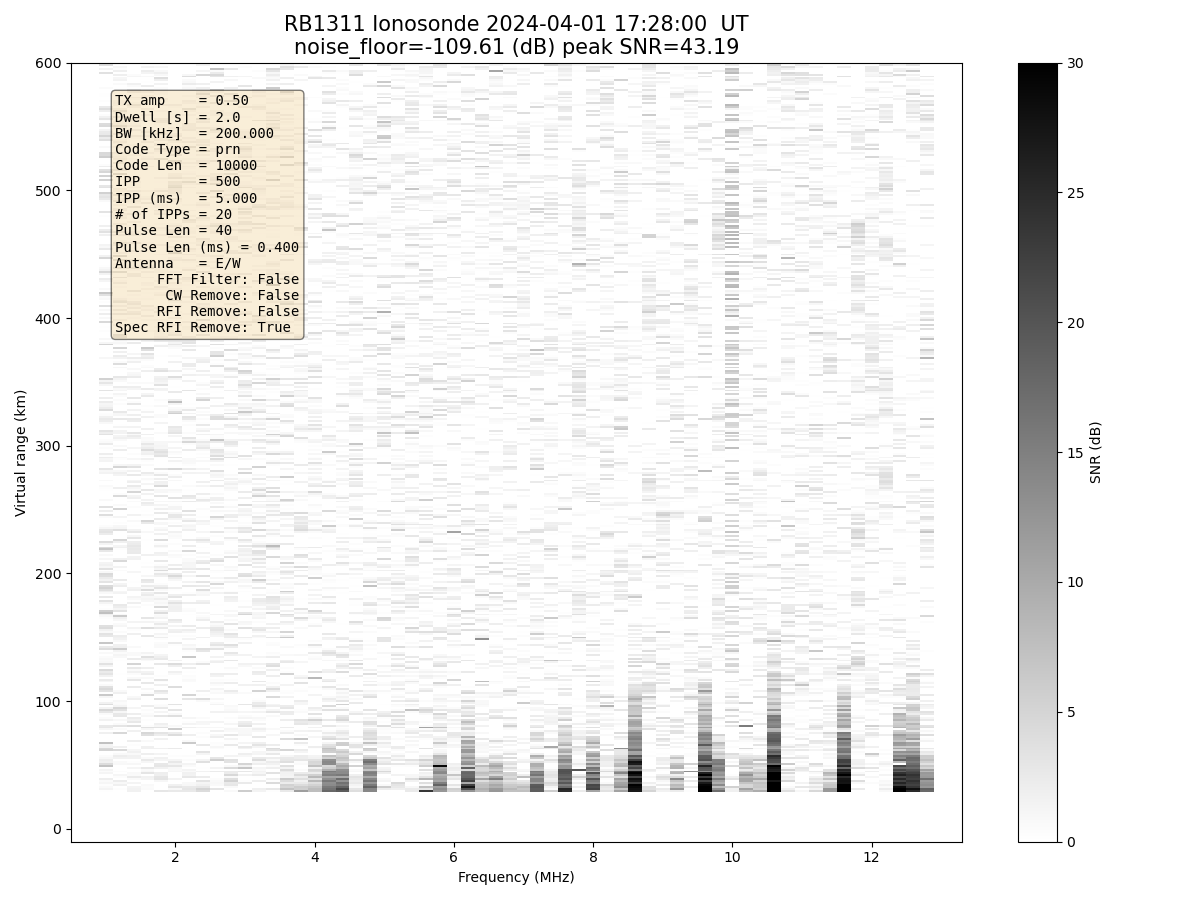 RB1311 Ionosonde 2024-04-01 17:28:00  UT
noise_floor=-109.61 (dB) peak SNR=43.19
600
500
400
300
200
100
0
Virtual range (km)
TX amp    = 0.50
Dwell [s] = 2.0
BW [kHz]  = 200.000
Code Type = prn
Code Len  = 10000
IPP       = 500
IPP (ms)  = 5.000
# of IPPs = 20
Pulse Len = 40
Pulse Len (ms) = 0.400
Antenna   = E/W
FFT Filter: False
CW Remove: False
RFI Remove: False
Spec RFI Remove: True
2 4 6 8 10 12
Frequency (MHz)
30
25
20
15
10
5
0
SNR (dB)